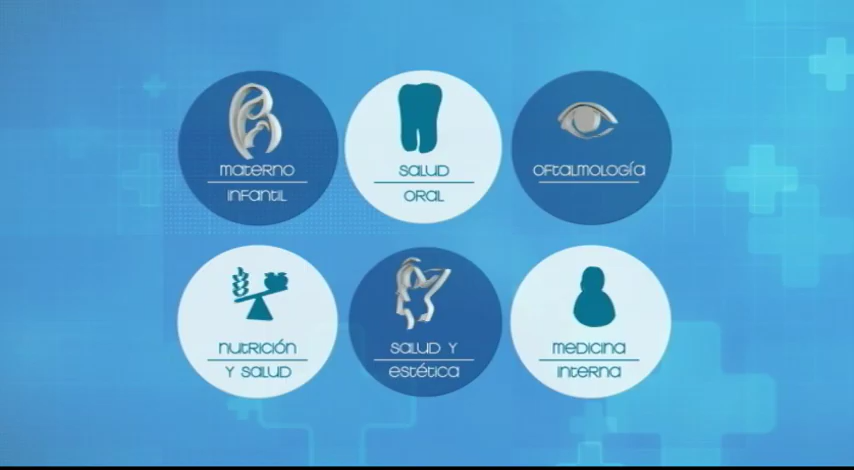 materno
infantil
salud
oral
oftalmología
nutrición
y salud
salud y
estética
medicina
interna